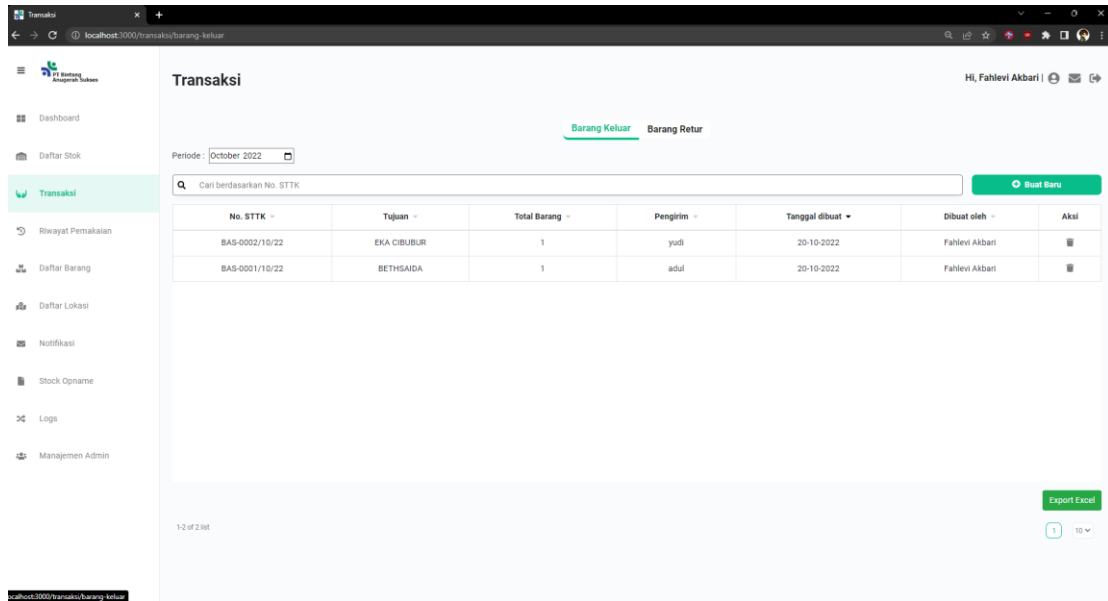 Transaksi
localhost:3000/transaksi/barang-keluar
PT Bintang
Anugerah Sukses
Transaksi
Hi, Fahlevi Akbari |
Dashboard
Daftar Stok
Transaksi
Riwayat Pemakaian
Daftar Barang
Daftar Lokasi
Notifikasi
Stock Opname
Logs
Manajemen Admin
Barang Keluar Barang Retur
Periode : October 2022
Cari berdasarkan No. STTK
Buat Baru
No. STTK Tujuan Total Barang Pengirim Tanggal dibuat Dibuat oleh Aksi
BAS-0002/10/22 EKA CIBUBUR 1 yudi 20-10-2022 Fahlevi Akbari
BAS-0001/10/22 BETHSAIDA 1 adul 20-10-2022 Fahlevi Akbari
Export Excel
1-2 of 2 list
1 10
ocalhost:3000/transaksi/barang-keluar